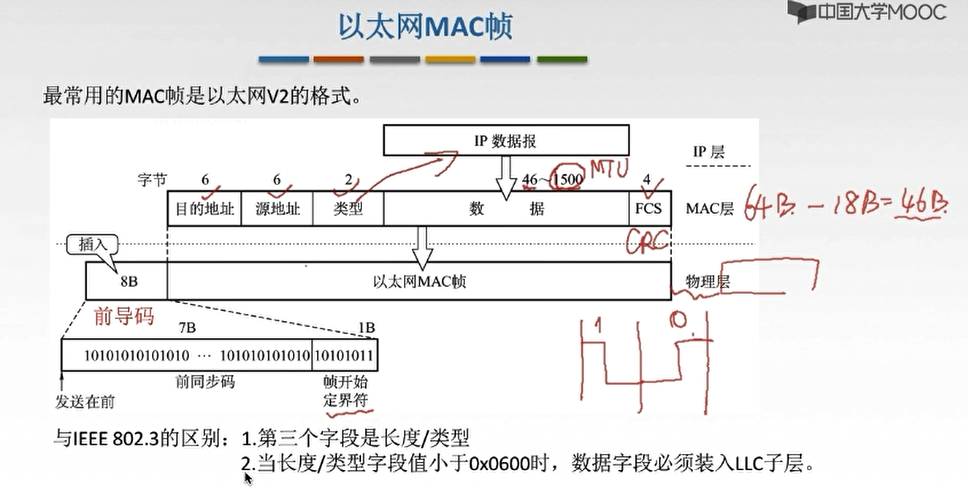 中国大学MOOC
以太网MAC帧
最常用的MAC帧是以太网V2的格式。
IP 数据报
IP 层
MTU
字节 6 6 2 46～1500 4
目的地址 源地址 类型 数 据 FCS MAC层 64B - 18B=46B
CRC
插入
8B 以太网MAC帧 物理层
前导码
7B 1B
1 0
10101010101010 ··· 101010101010 10101011
前同步码 帧开始
定界符
发送在前
与IEEE 802.3的区别：1.第三个字段是长度/类型
2.当长度/类型字段值小于0x0600时，数据字段必须装入LLC子层。